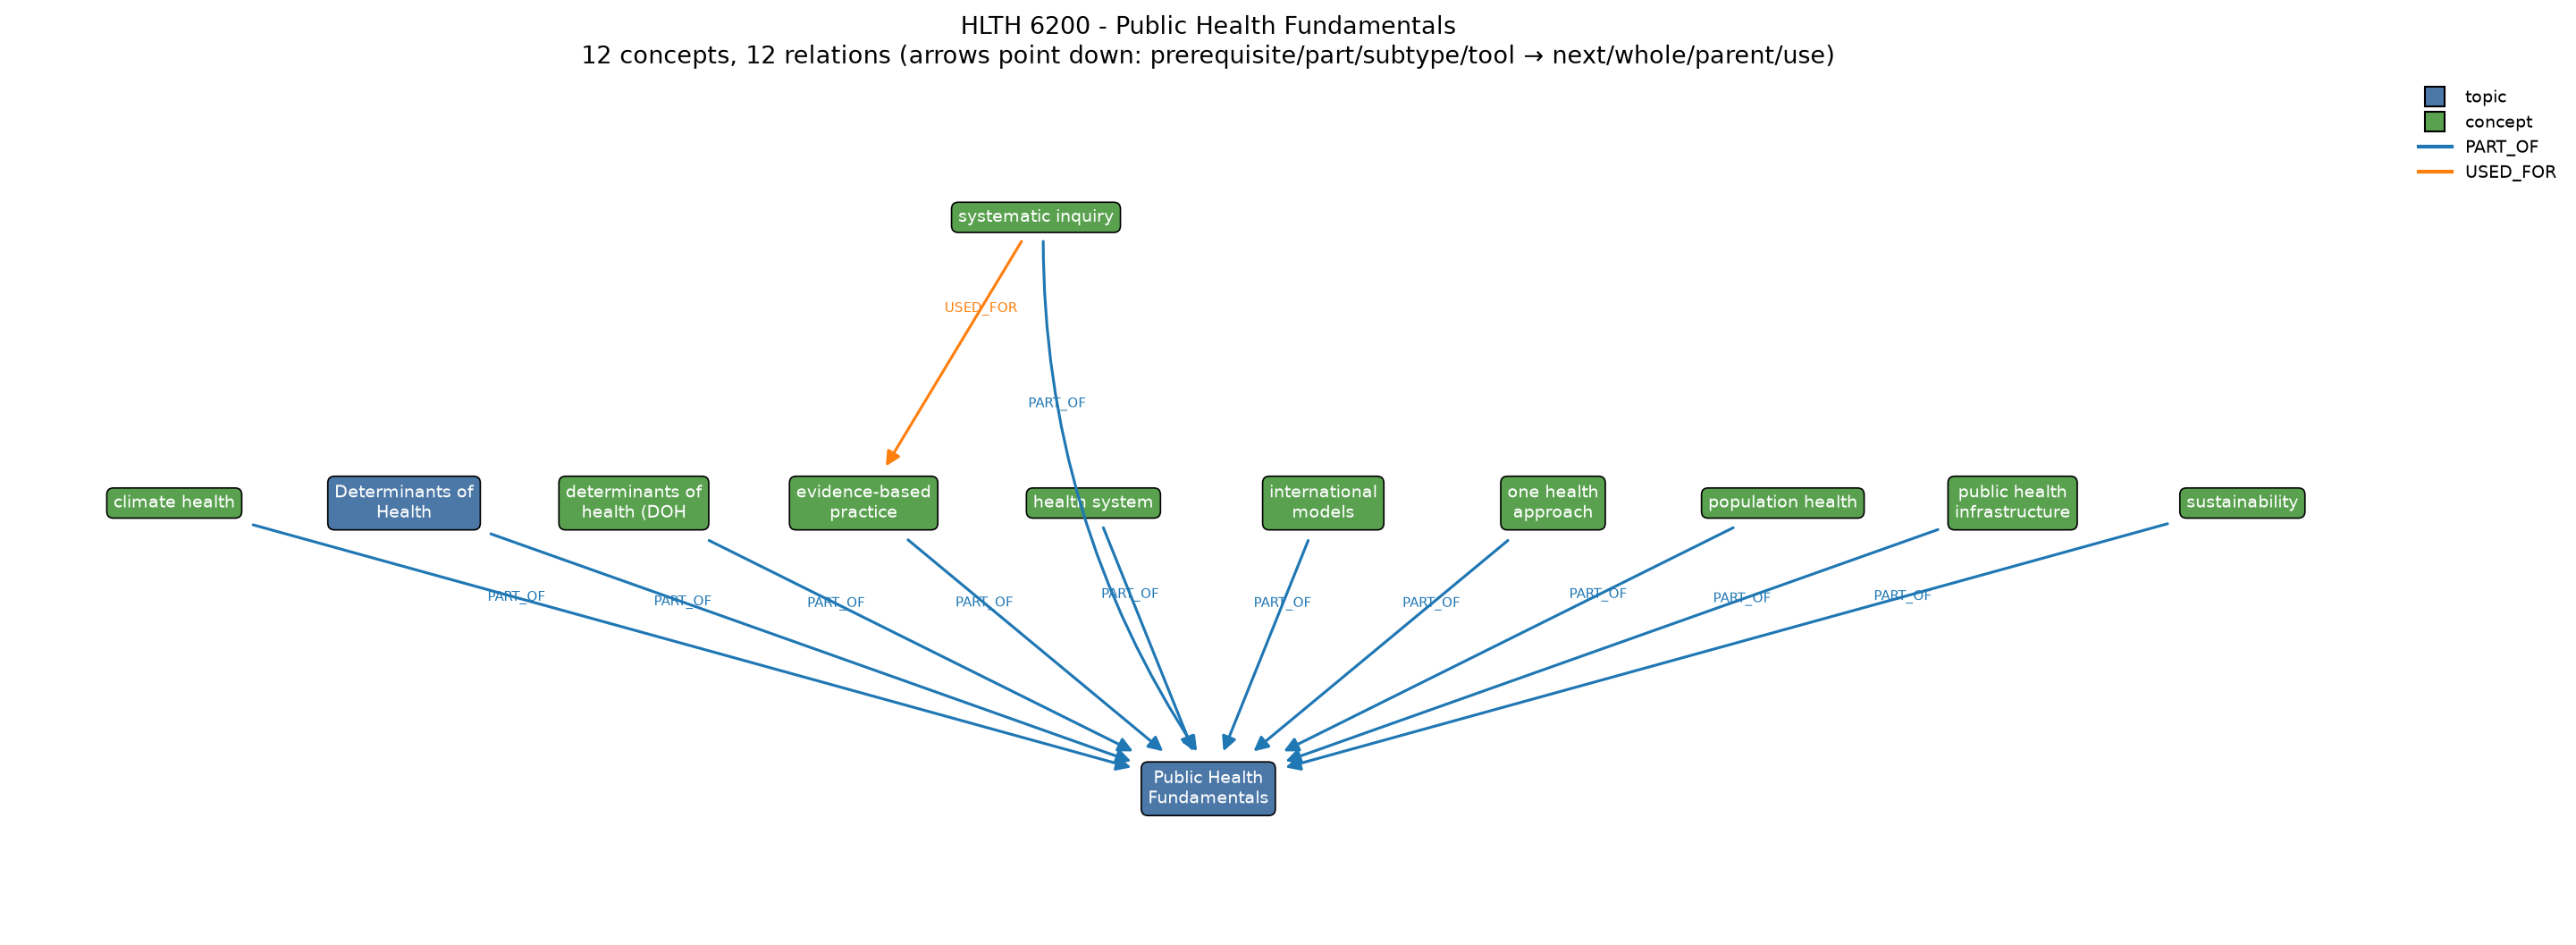 HLTH 6200 - Public Health Fundamentals
12 concepts, 12 relations (arrows point down: prerequisite/part/subtype/tool → next/whole/parent/use)
topic
concept
PART_OF
USED_FOR
systematic inquiry
USED_FOR
PART_OF
climate health
Determinants of
Health
determinants of
health (DOH
evidence-based
practice
health system
international
models
one health
approach
population health
public health
infrastructure
sustainability
PART_OF
PART_OF
PART_OF
PART_OF
PART_OF
PART_OF
PART_OF
PART_OF
PART_OF
PART_OF
Public Health
Fundamentals